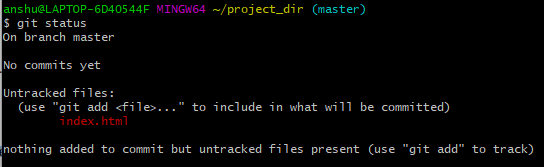 anshu@LAPTOP-6D40544F MINGW64 ~/project_dir (master)
$ git status
On branch master
No commits yet
Untracked files:
(use "git add <file>..." to include in what will be committed)
index.html
nothing added to commit but untracked files present (use "git add" to track)